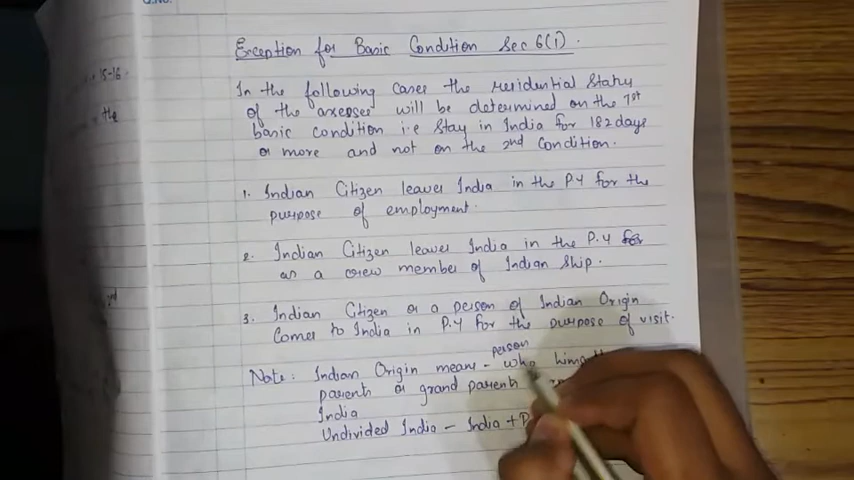 Q.No.
15-16
the
Exception for Basic Condition Sec 6(1).
In the following cases the residential status
of the assessee will be determined on the 1st
basic condition i.e stay in India for 182 days
or more and not on the 2nd Condition.
1. Indian Citizen leaves India in the PY for the
purpose of employment.
2. Indian Citizen leaves India in the P.Y
as a crew member of Indian Ship.
3. Indian Citizen or a person of Indian Origin
Comes to India in P.Y for the purpose of visit.
person
Note: Indian Origin means - who
parents or grand parents
India
Undivided India - India +